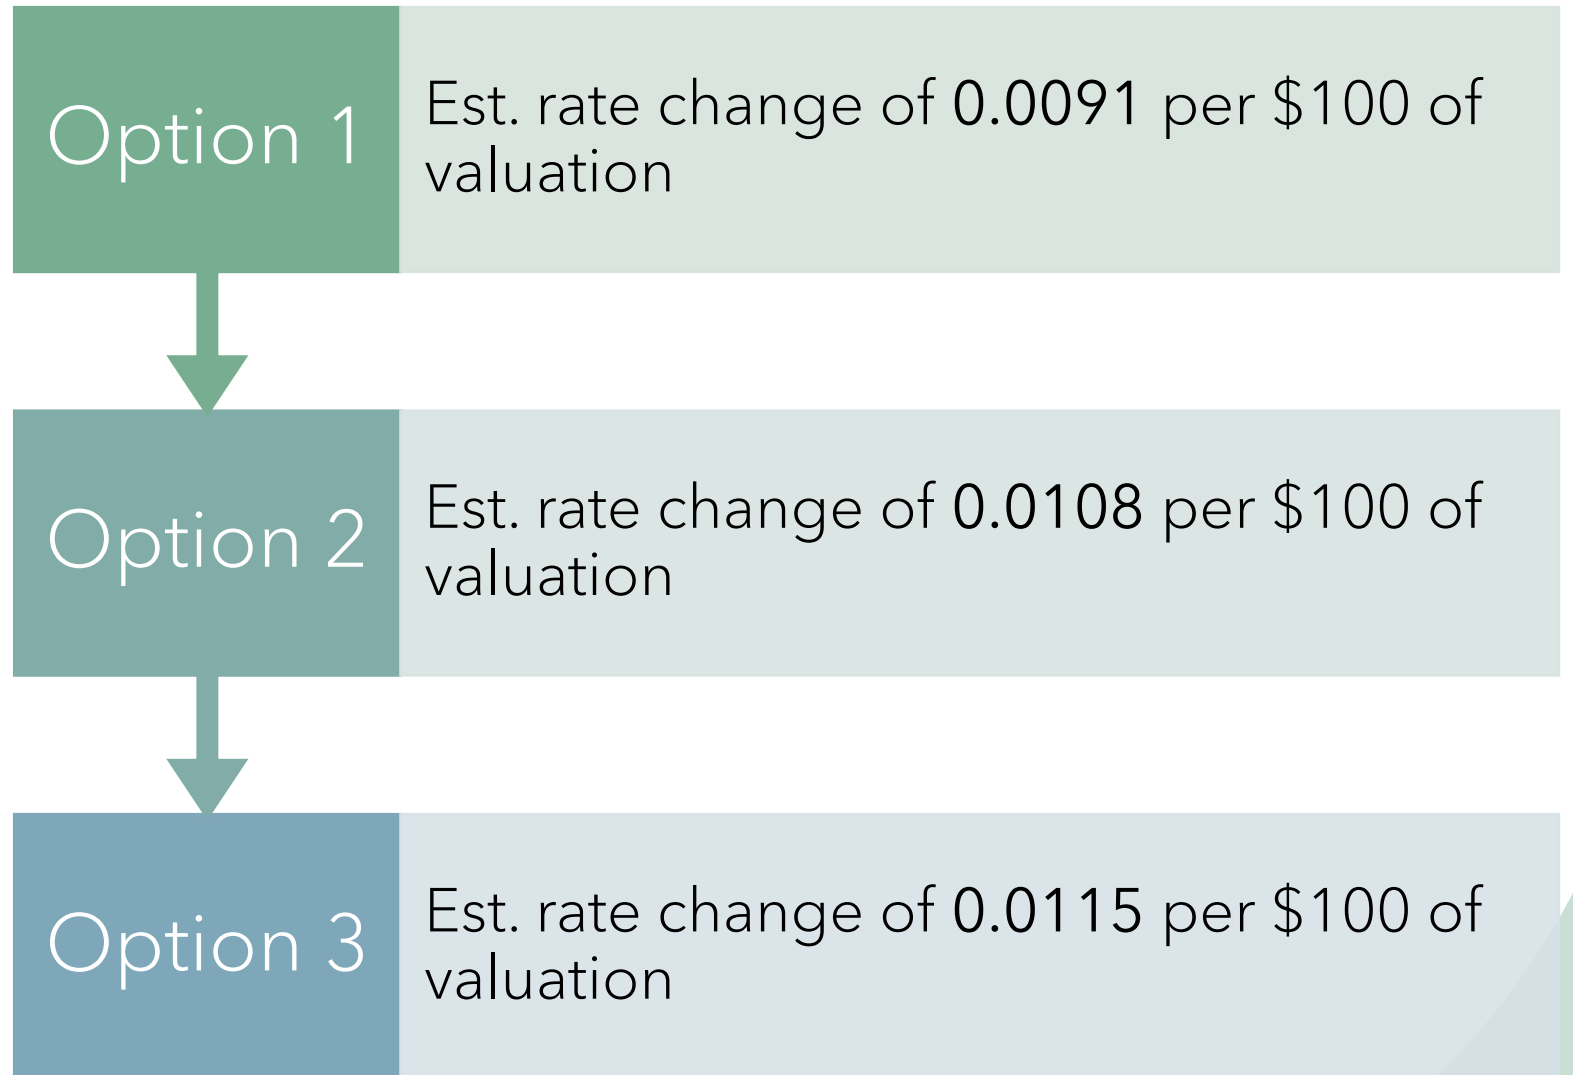 Option 1
Est. rate change of 0.0091 per $100 of
valuation
Option 2
Est. rate change of 0.0108 per $100 of
valuation
Option 3
Est. rate change of 0.0115 per $100 of
valuation